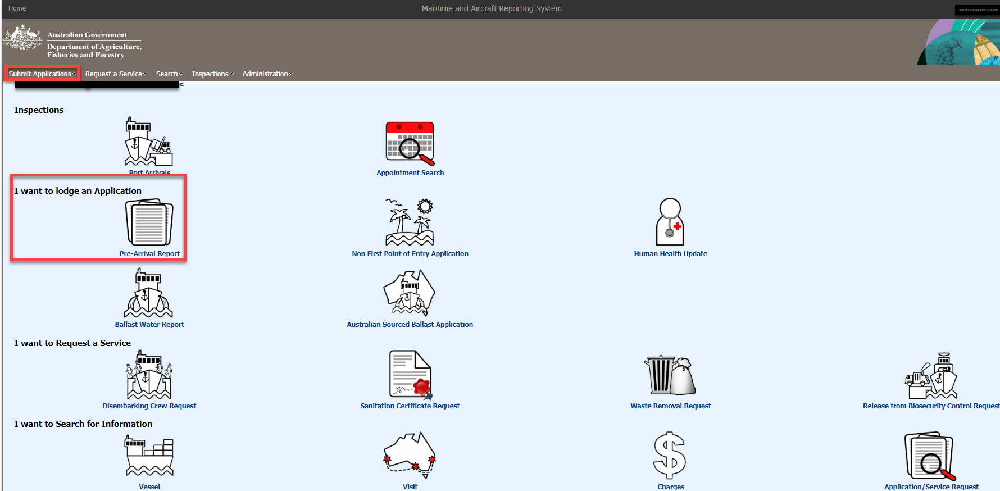 Home
Maritime and Aircraft Reporting System
Australian Government
Department of Agriculture,
Fisheries and Forestry
Submit Applications
Request a Service
Search
Inspections
Administration
Inspections
Port Arrivals
Appointment Search
I want to lodge an Application
Pre-Arrival Report
Non First Point of Entry Application
Human Health Update
Ballast Water Report
Australian Sourced Ballast Application
I want to Request a Service
Disembarking Crew Request
Sanitation Certificate Request
Waste Removal Request
Release from Biosecurity Control Request
I want to Search for Information
Vessel
Visit
Charges
Application/Service Request